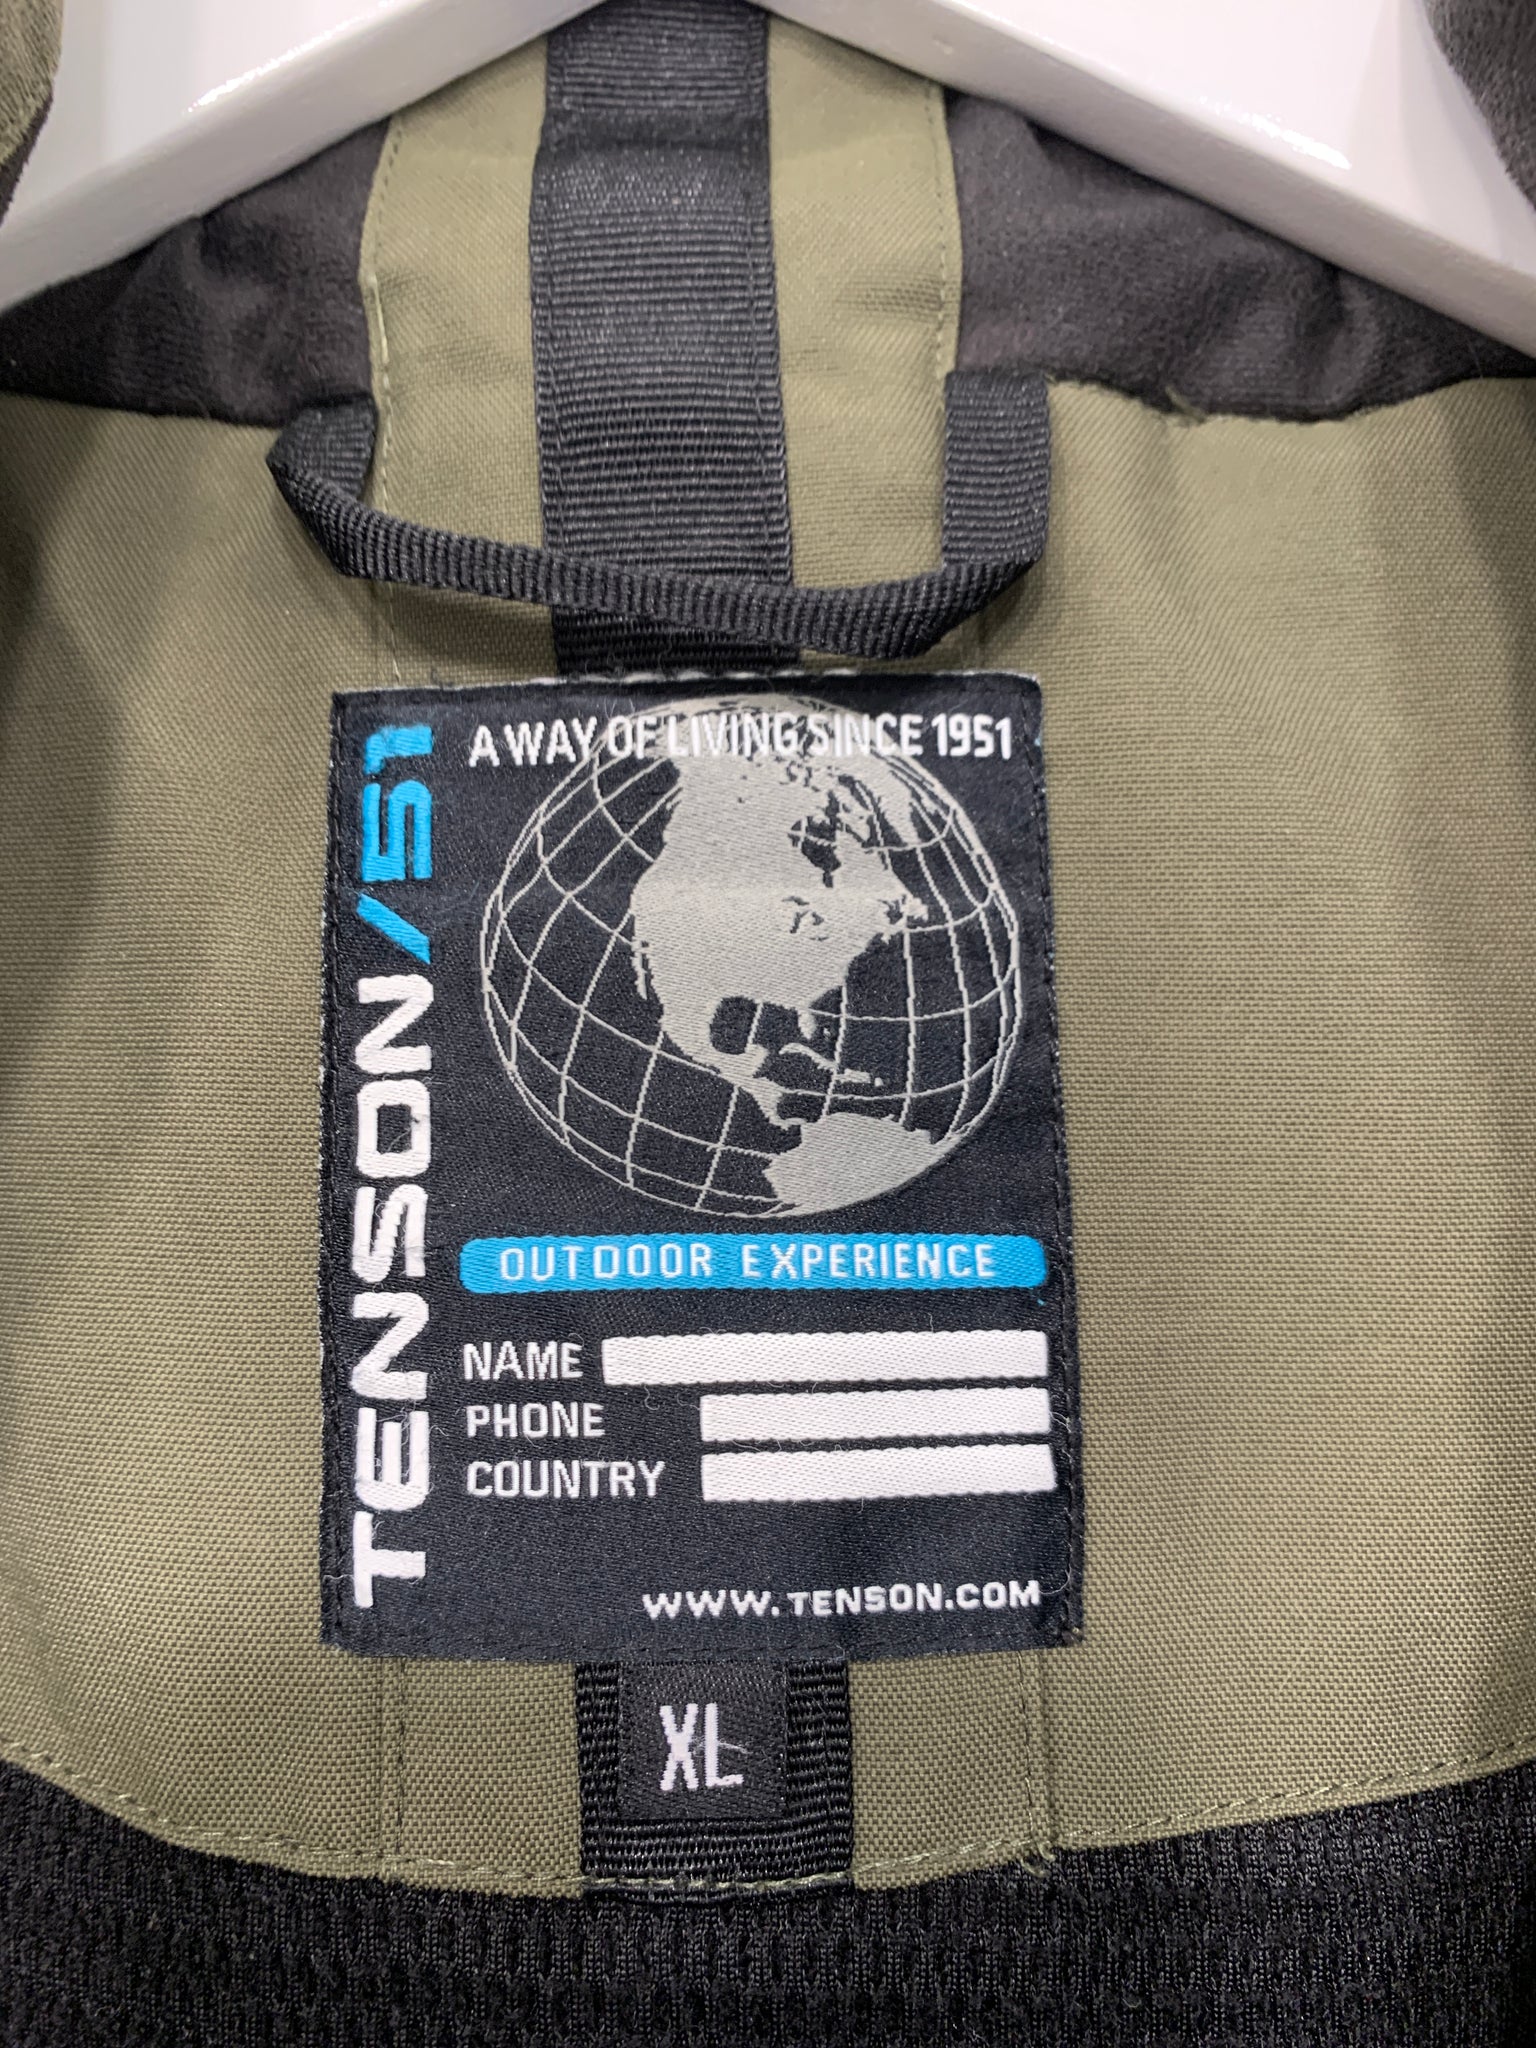 TENSON/51
A WAY OF LIVING SINCE 1951
OUTDOOR EXPERIENCE
NAME
PHONE
COUNTRY
WWW.TENSON.COM
XL